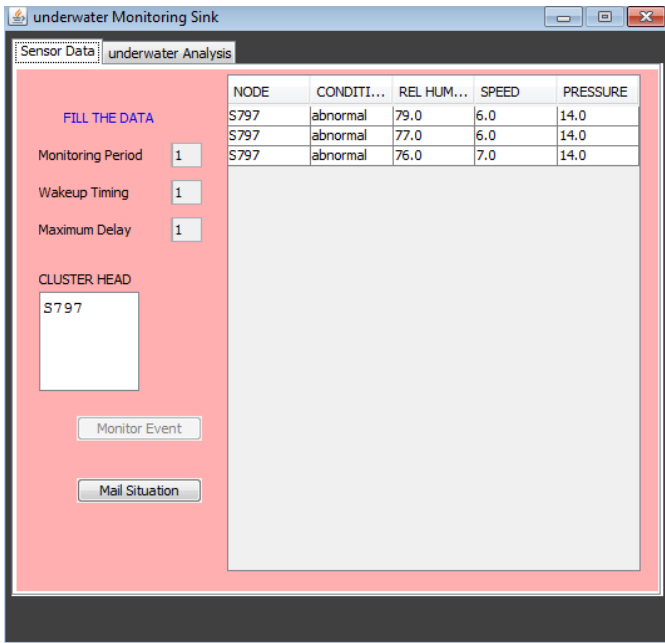 underwater Monitoring Sink
Sensor Data underwater Analysis
FILL THE DATA
Monitoring Period 1
Wakeup Timing 1
Maximum Delay 1
CLUSTER HEAD
S797
Monitor Event
Mail Situation
NODE CONDITI... REL HUM... SPEED PRESSURE
S797 abnormal 79.0 6.0 14.0
S797 abnormal 77.0 6.0 14.0
S797 abnormal 76.0 7.0 14.0